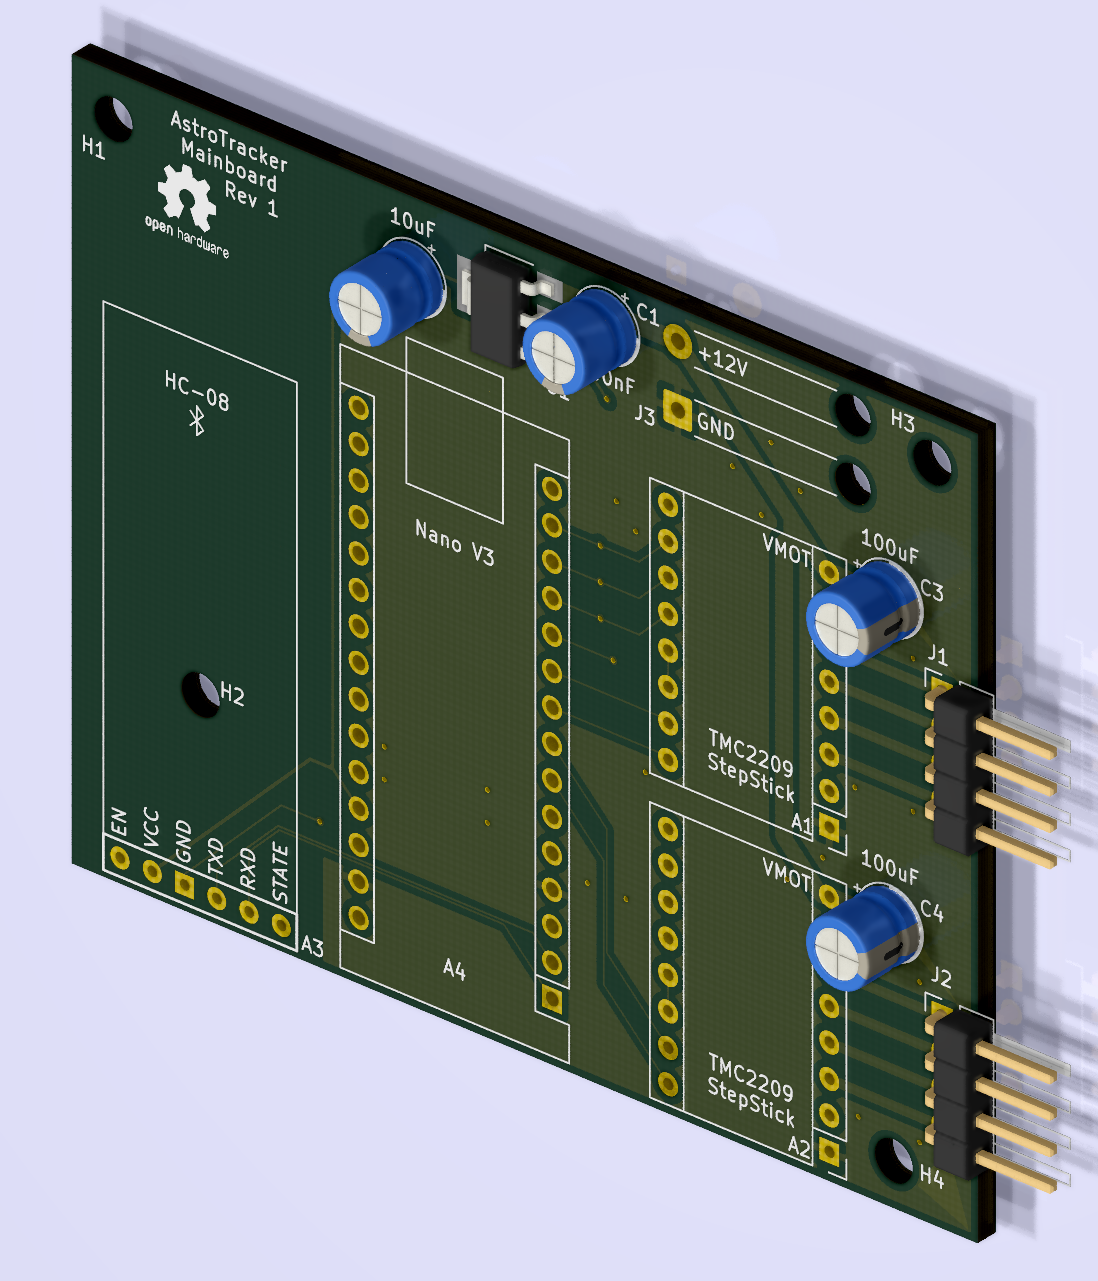 AstroTracker
Mainboard
Rev 1
H1
open hardware
10uF
+
+
C1
+12V
J3
GND
H3
HC-08
Nano V3
H2
VMOT
100uF
+
C3
J1
TMC2209
StepStick
A1
EN
VCC
GND
TXD
RXD
STATE
A3
A4
VMOT
100uF
+
C4
J2
TMC2209
StepStick
A2
H4